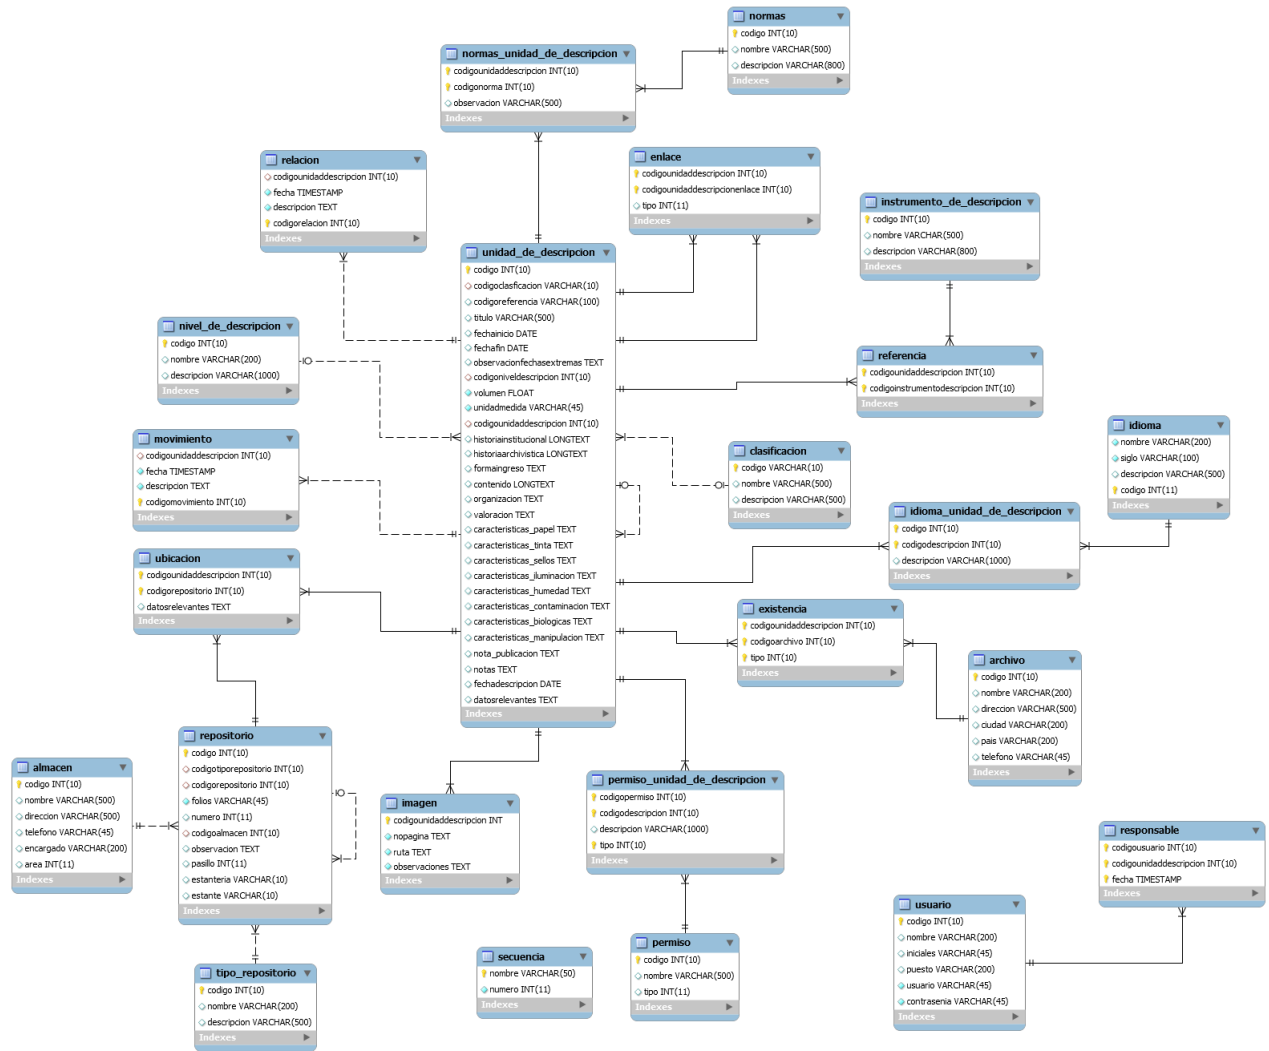 normas
codigo INT(10)
nombre VARCHAR(500)
descripcion VARCHAR(800)
Indexes
normas_unidad_de_descripcion
codigounidaddescripcion INT(10)
codigonorma INT(10)
observacion VARCHAR(500)
Indexes
relacion
codigounidaddescripcion INT(10)
fecha TIMESTAMP
descripcion TEXT
codigorelacion INT(10)
Indexes
enlace
codigounidaddescripcion INT(10)
codigounidaddescripcionenlace INT(10)
tipo INT(11)
Indexes
instrumento_de_descripcion
codigo INT(10)
nombre VARCHAR(500)
descripcion VARCHAR(800)
Indexes
unidad_de_descripcion
codigo INT(10)
codigoclasficacion VARCHAR(10)
codigoreferencia VARCHAR(100)
titulo VARCHAR(500)
fechainicio DATE
fechafin DATE
observacionfechasextremas TEXT
codigoniveldescripcion INT(10)
volumen FLOAT
unidadmedida VARCHAR(45)
codigounidaddescripcion INT(10)
historiainstitucional LONGTEXT
historiaarchivistica LONGTEXT
formaingreso TEXT
contenido LONGTEXT
organizacion TEXT
valoracion TEXT
caracteristicas_papel TEXT
caracteristicas_tinta TEXT
caracteristicas_sellos TEXT
caracteristicas_iluminacion TEXT
caracteristicas_humedad TEXT
caracteristicas_contaminacion TEXT
caracteristicas_biologicas TEXT
caracteristicas_manipulacion TEXT
nota_publicacion TEXT
notas TEXT
fechadescripcion DATE
datosrelevantes TEXT
Indexes
nivel_de_descripcion
codigo INT(10)
nombre VARCHAR(200)
descripcion VARCHAR(1000)
Indexes
referencia
codigounidaddescripcion INT(10)
codigoinstrumentodescripcion INT(10)
Indexes
movimiento
codigounidaddescripcion INT(10)
fecha TIMESTAMP
descripcion TEXT
codigomovimiento INT(10)
Indexes
clasificacion
codigo VARCHAR(10)
nombre VARCHAR(500)
descripcion VARCHAR(500)
Indexes
idioma
nombre VARCHAR(200)
siglo VARCHAR(100)
descripcion VARCHAR(500)
codigo INT(11)
Indexes
idioma_unidad_de_descripcion
codigo INT(10)
codigodescripcion INT(10)
descripcion VARCHAR(1000)
Indexes
ubicacion
codigounidaddescripcion INT(10)
codigorepositorio INT(10)
datosrelevantes TEXT
Indexes
existencia
codigounidaddescripcion INT(10)
codigoarchivo INT(10)
tipo INT(10)
Indexes
archivo
codigo INT(10)
nombre VARCHAR(200)
direccion VARCHAR(500)
ciudad VARCHAR(200)
pais VARCHAR(200)
telefono VARCHAR(45)
Indexes
repositorio
codigo INT(10)
codigotiporepositorio INT(10)
codigorepositorio INT(10)
folios VARCHAR(45)
numero INT(11)
codigoalmacen INT(10)
observacion TEXT
pasillo INT(11)
estanteria VARCHAR(10)
estante VARCHAR(10)
Indexes
almacen
codigo INT(10)
nombre VARCHAR(500)
direccion VARCHAR(500)
telefono VARCHAR(45)
encargado VARCHAR(200)
area INT(11)
Indexes
imagen
codigounidaddescripcion INT
nopagina TEXT
ruta TEXT
observaciones TEXT
Indexes
permiso_unidad_de_descripcion
codigopermiso INT(10)
codigodescripcion INT(10)
descripcion VARCHAR(1000)
tipo INT(10)
Indexes
responsable
codigousuario INT(10)
codigounidaddescripcion INT(10)
fecha TIMESTAMP
Indexes
usuario
codigo INT(10)
nombre VARCHAR(200)
iniciales VARCHAR(45)
puesto VARCHAR(200)
usuario VARCHAR(45)
contrasenia VARCHAR(45)
Indexes
permiso
codigo INT(10)
nombre VARCHAR(500)
tipo INT(11)
Indexes
secuencia
nombre VARCHAR(50)
numero INT(11)
Indexes
tipo_repositorio
codigo INT(10)
nombre VARCHAR(200)
descripcion VARCHAR(500)
Indexes